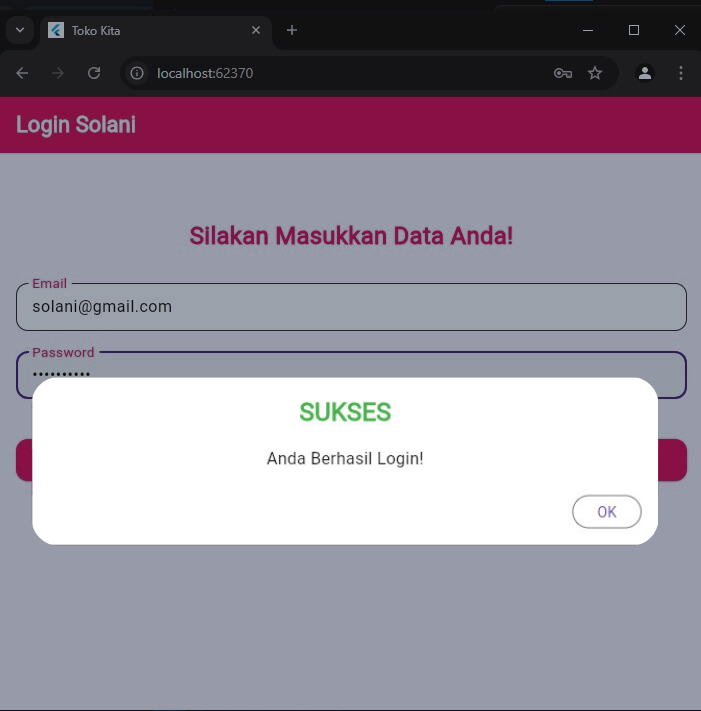 Toko Kita
localhost:62370
Login Solani
Silakan Masukkan Data Anda!
Email
solani@gmail.com
Password
••••••••••
SUKSES
Anda Berhasil Login!
OK